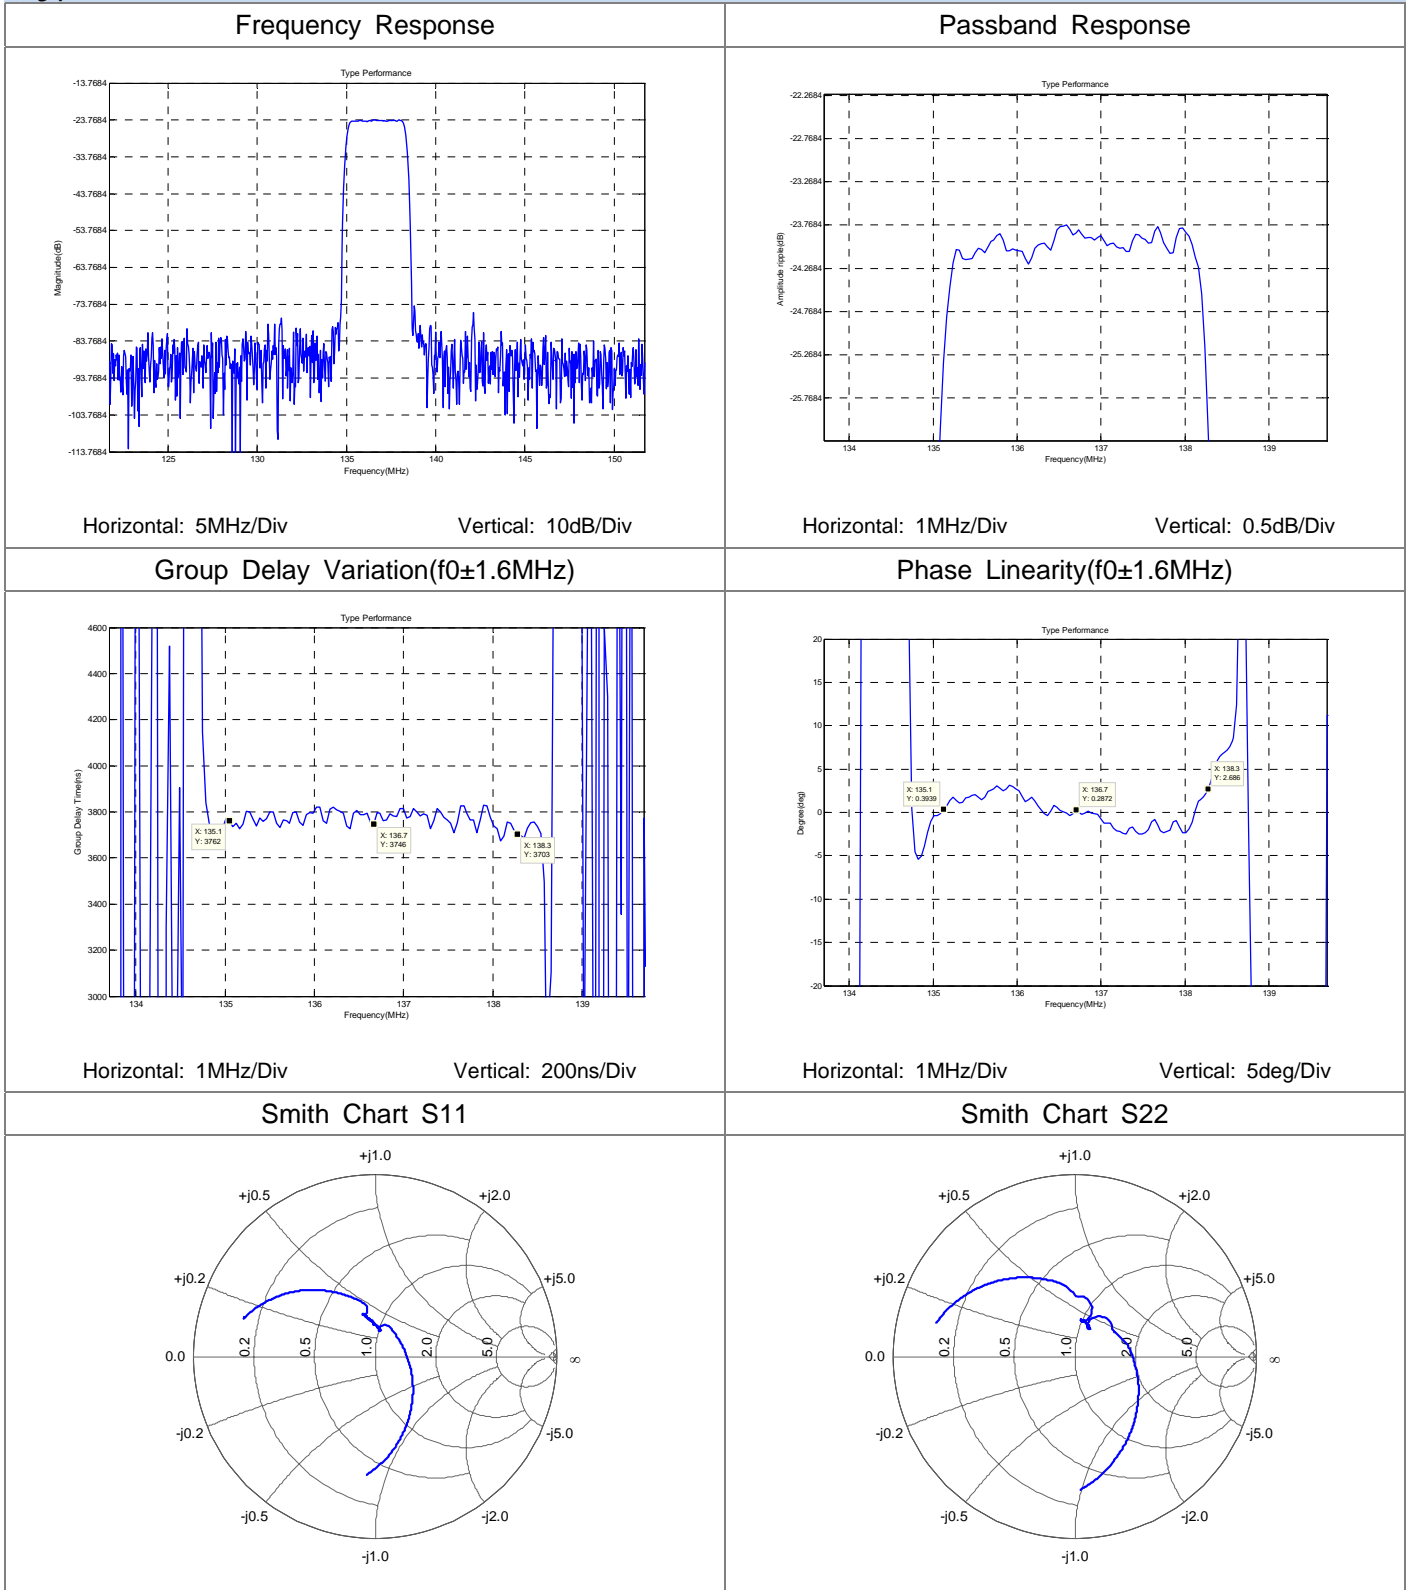 Frequency Response
Passband Response
Type Performance
-13.7684
-23.7684
-33.7684
-43.7684
-53.7684
-63.7684
-73.7684
-83.7684
-93.7684
-103.7684
-113.7684
Magnitude(dB)
125 130 135 140 145 150
Frequency(MHz)
Horizontal: 5MHz/Div Vertical: 10dB/Div
Type Performance
-22.2684
-22.7684
-23.2684
-23.7684
-24.2684
-24.7684
-25.2684
-25.7684
Amplitude ripple(dB)
134 135 136 137 138 139
Frequency(MHz)
Horizontal: 1MHz/Div Vertical: 0.5dB/Div
Group Delay Variation(f0±1.6MHz)
Phase Linearity(f0±1.6MHz)
Type Performance
4600
4400
4200
4000
3800
3600
3400
3200
3000
Group Delay Time(ns)
X: 135.1
Y: 3762
X: 136.7
Y: 3746
X: 138.3
Y: 3703
134 135 136 137 138 139
Frequency(MHz)
Horizontal: 1MHz/Div Vertical: 200ns/Div
Type Performance
20
15
10
5
0
-5
-10
-15
-20
Degree(deg)
X: 135.1
Y: 0.3939
X: 136.7
Y: 0.2872
X: 138.3
Y: 2.686
134 135 136 137 138 139
Frequency(MHz)
Horizontal: 1MHz/Div Vertical: 5deg/Div
Smith Chart S11
Smith Chart S22
+j1.0
+j0.5 +j2.0
+j0.2 +j5.0
0.0 0.2 0.5 1.0 2.0 5.0 ∞
-j0.2 -j5.0
-j0.5 -j2.0
-j1.0
+j1.0
+j0.5 +j2.0
+j0.2 +j5.0
0.0 0.2 0.5 1.0 2.0 5.0 ∞
-j0.2 -j5.0
-j0.5 -j2.0
-j1.0